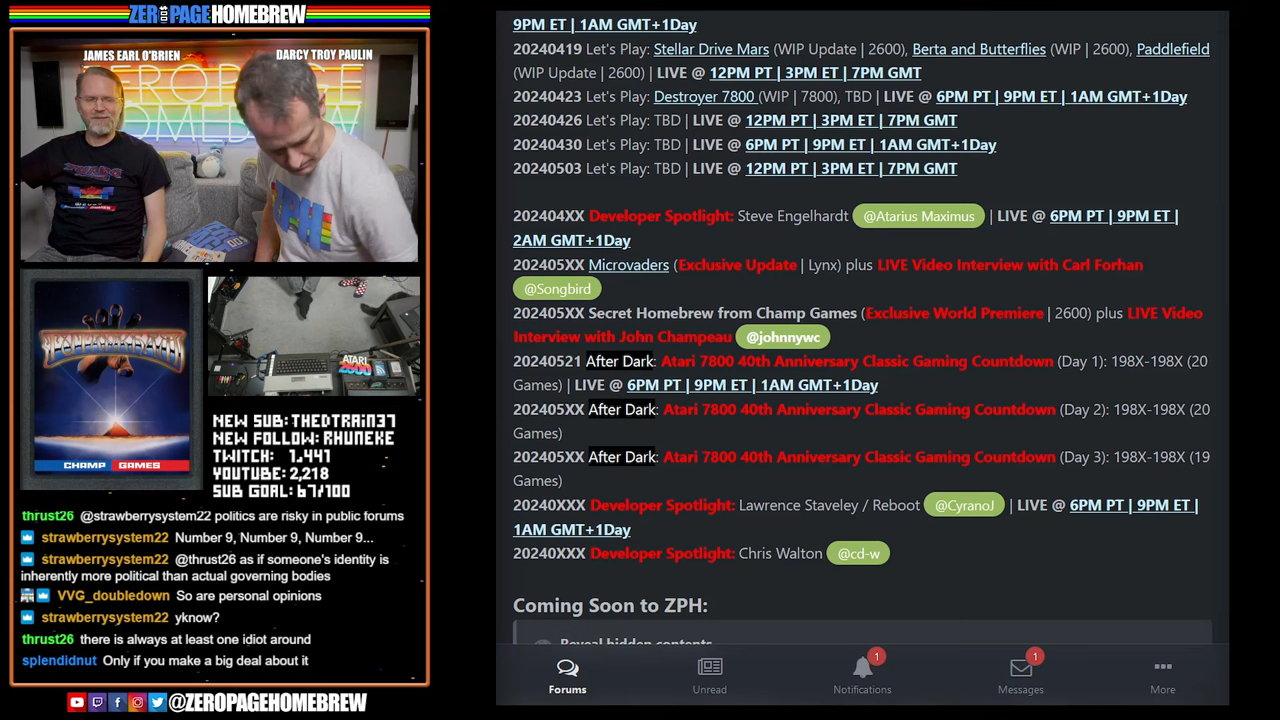 ZEROPAGEHOMEBREW
JAMES EARL O'BRIEN
DARCY TROY PAULIN
ZEROPAGE
HOMEBREW
ZPH!
CHAMP GAMES
ATARI
2600
NEW SUB: THEDTRAIN37
NEW FOLLOW: RHUNEKE
TWITCH: 1,441
YOUTUBE: 2,218
SUB GOAL: 67/100
thrust26 @strawberrysystem22 politics are risky in public forums
strawberrysystem22 Number 9, Number 9, Number 9...
strawberrysystem22 @thrust26 as if someone's identity is
inherently more political than actual governing bodies
VVG_doubledown So are personal opinions
strawberrysystem22 yknow?
thrust26 there is always at least one idiot around
splendidnut Only if you make a big deal about it
@ZEROPAGEHOMEBREW
9PM ET | 1AM GMT+1Day
20240419 Let's Play: Stellar Drive Mars (WIP Update | 2600), Berta and Butterflies (WIP | 2600), Paddlefield
(WIP Update | 2600) | LIVE @ 12PM PT | 3PM ET | 7PM GMT
20240423 Let's Play: Destroyer 7800 (WIP | 7800), TBD | LIVE @ 6PM PT | 9PM ET | 1AM GMT+1Day
20240426 Let's Play: TBD | LIVE @ 12PM PT | 3PM ET | 7PM GMT
20240430 Let's Play: TBD | LIVE @ 6PM PT | 9PM ET | 1AM GMT+1Day
20240503 Let's Play: TBD | LIVE @ 12PM PT | 3PM ET | 7PM GMT
202404XX Developer Spotlight: Steve Engelhardt @Atarius Maximus | LIVE @ 6PM PT | 9PM ET |
2AM GMT+1Day
202405XX Microvaders (Exclusive Update | Lynx) plus LIVE Video Interview with Carl Forhan
@Songbird
202405XX Secret Homebrew from Champ Games (Exclusive World Premiere | 2600) plus LIVE Video
Interview with John Champeau @johnnywc
20240521 After Dark: Atari 7800 40th Anniversary Classic Gaming Countdown (Day 1): 198X-198X (20
Games) | LIVE @ 6PM PT | 9PM ET | 1AM GMT+1Day
202405XX After Dark: Atari 7800 40th Anniversary Classic Gaming Countdown (Day 2): 198X-198X (20
Games)
202405XX After Dark: Atari 7800 40th Anniversary Classic Gaming Countdown (Day 3): 198X-198X (19
Games)
20240XXX Developer Spotlight: Lawrence Staveley / Reboot @CyranoJ | LIVE @ 6PM PT | 9PM ET |
1AM GMT+1Day
20240XXX Developer Spotlight: Chris Walton @cd-w
Coming Soon to ZPH:
Reveal hidden contents
1
1
Forums
Unread
Notifications
Messages
More